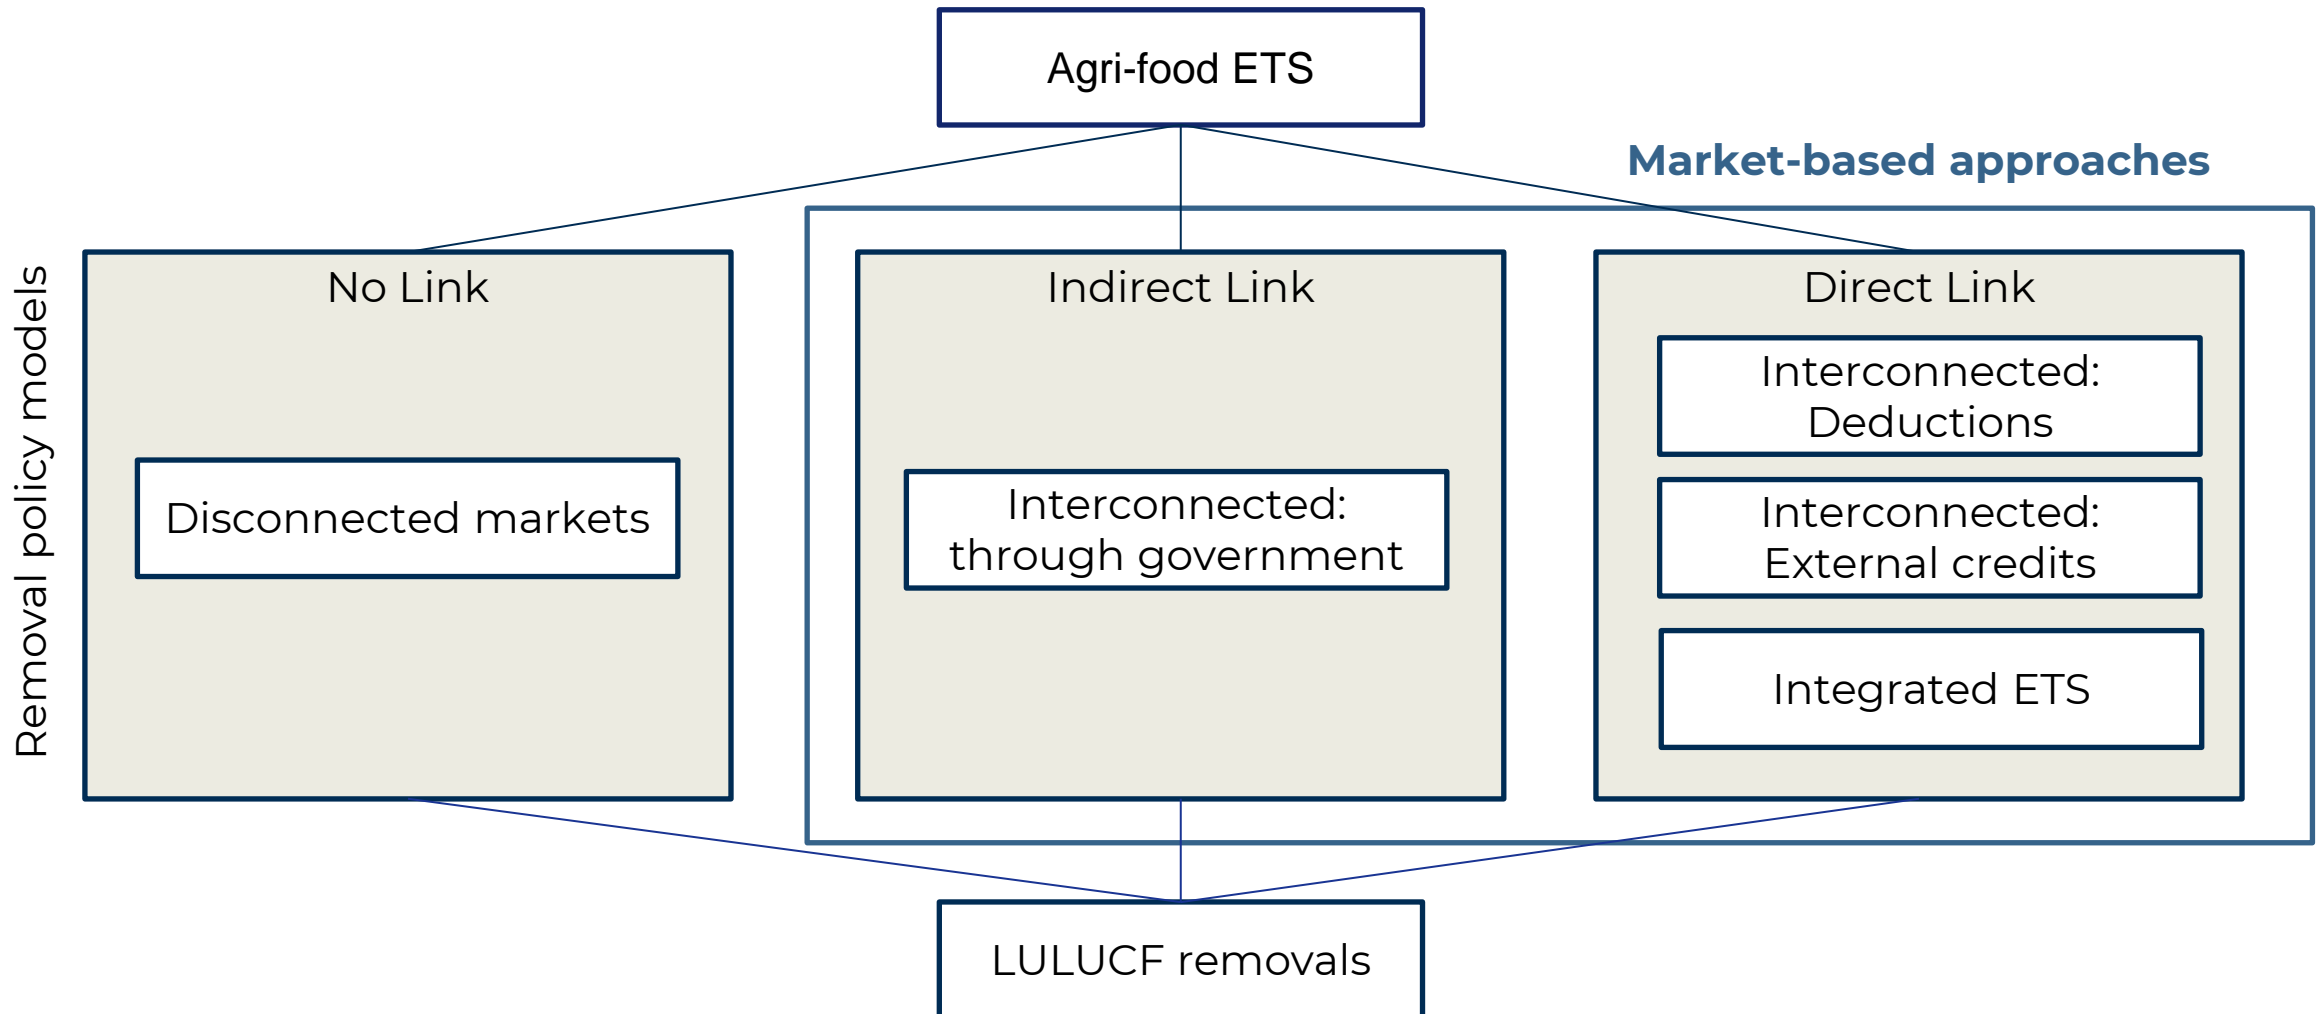 Agri-food ETS
Market-based approaches
Removal policy models
No Link
Disconnected markets
Indirect Link
Interconnected:
through government
Direct Link
Interconnected:
Deductions
Interconnected:
External credits
Integrated ETS
LULUCF removals